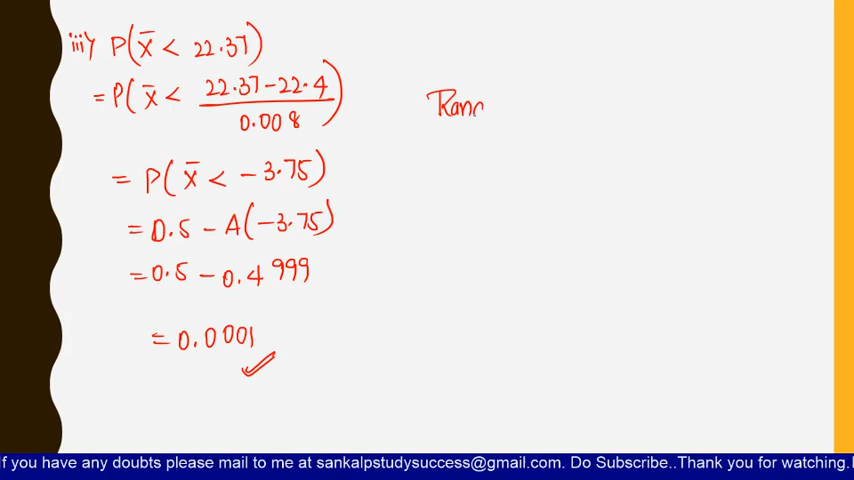 iii) P(x̄ < 22.37)
= P(x̄ < 22.37-22.4 / 0.008)
= P(x̄ < -3.75)
= 0.5 - A(-3.75)
= 0.5 - 0.4999
= 0.0001
Ranc
If you have any doubts please mail to me at sankalpstudysuccess@gmail.com. Do Subscribe..Thank you for watching.